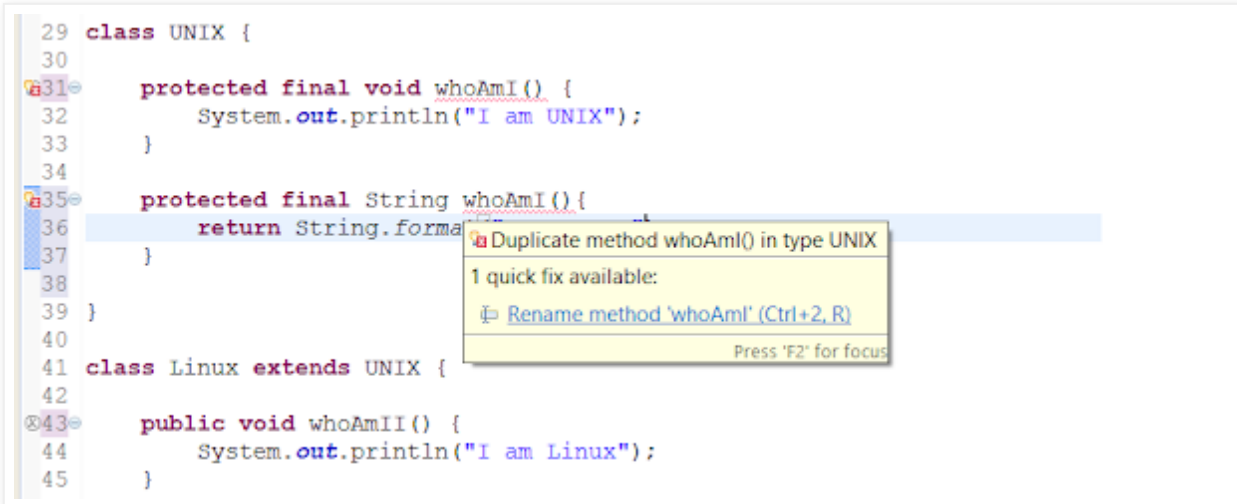 29 class UNIX {
30
31 protected final void whoAmI() {
32 System.out.println("I am UNIX");
33 }
34
35 protected final String whoAmI(){
36 return String.forma
37 }
38
39 }
40
41 class Linux extends UNIX {
42
43 public void whoAmII() {
44 System.out.println("I am Linux");
45 }
Duplicate method whoAmI() in type UNIX
1 quick fix available:
Rename method 'whoAmI' (Ctrl+2, R)
Press 'F2' for focus